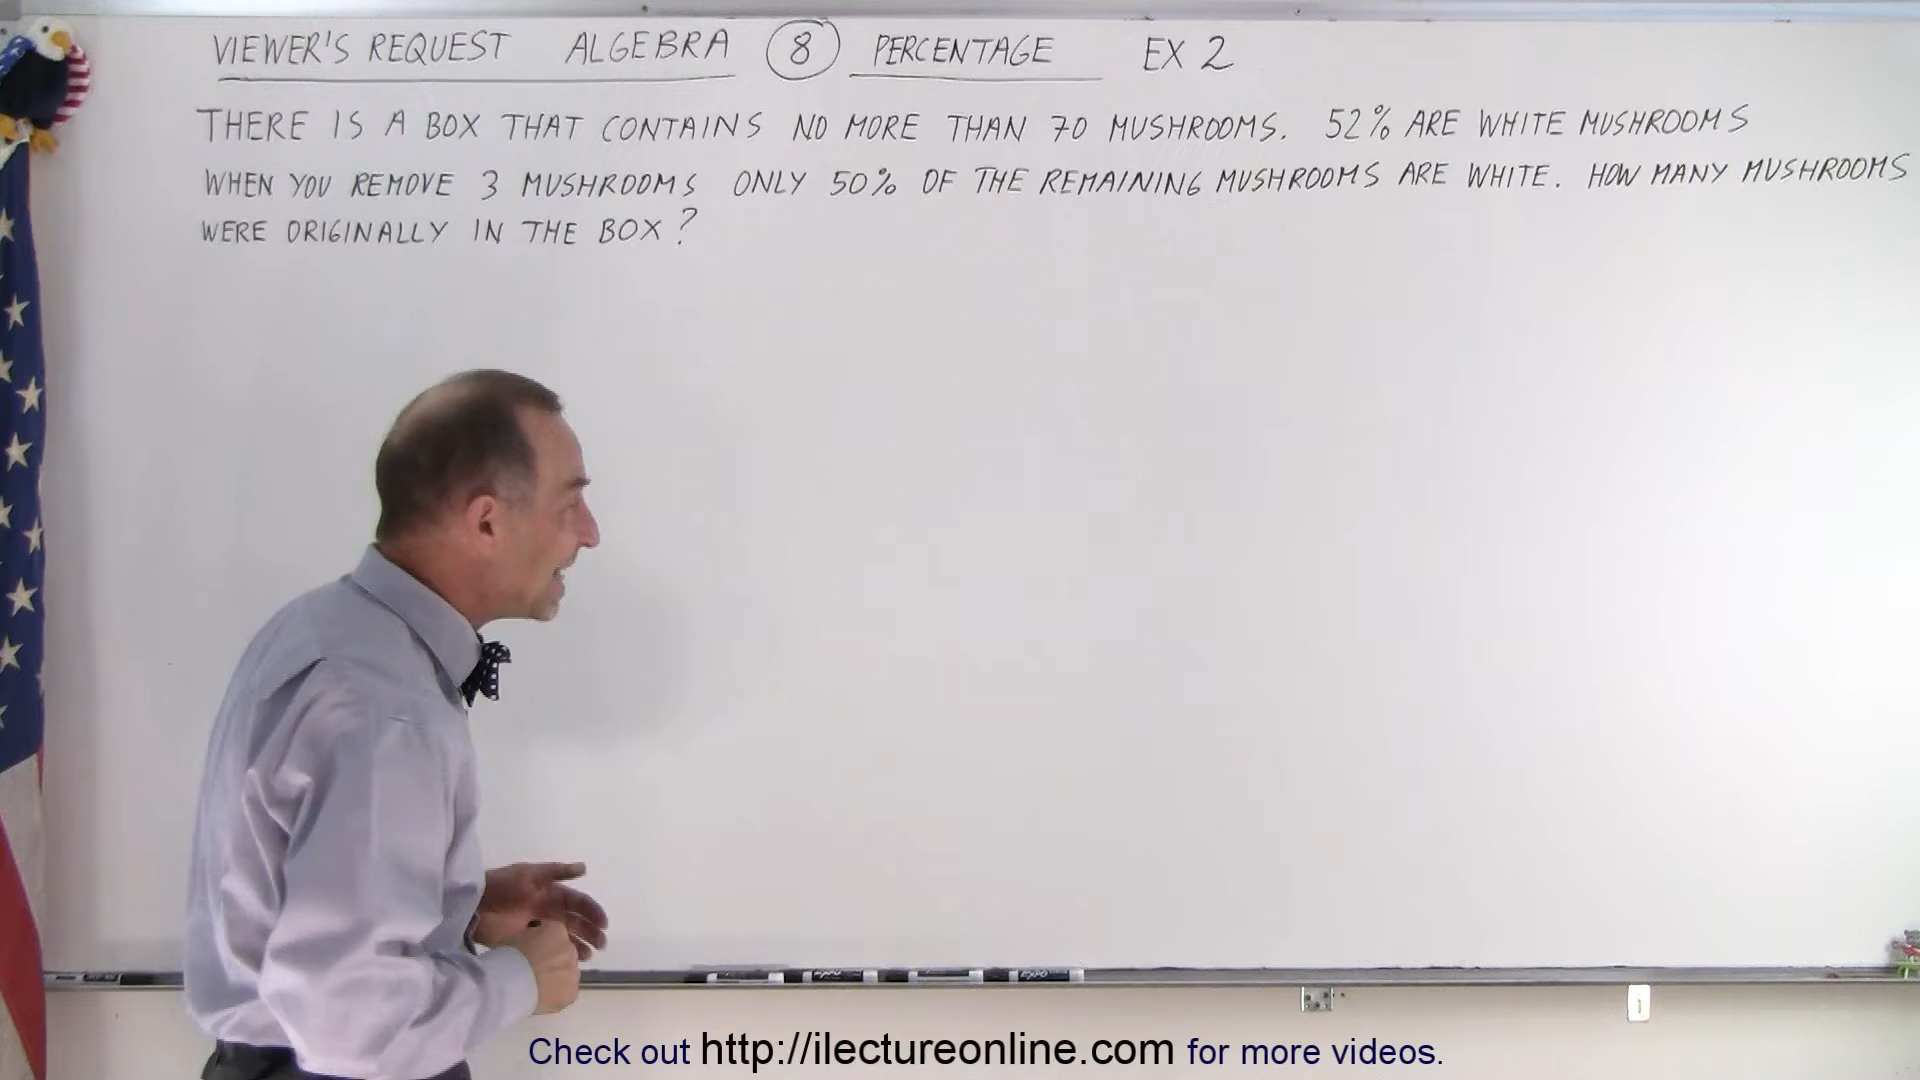 VIEWER'S REQUEST ALGEBRA 8 PERCENTAGE EX 2
THERE IS A BOX THAT CONTAINS NO MORE THAN 70 MUSHROOMS. 52% ARE WHITE MUSHROOMS
WHEN YOU REMOVE 3 MUSHROOMS ONLY 50% OF THE REMAINING MUSHROOMS ARE WHITE. HOW MANY MUSHROOMS
WERE ORIGINALLY IN THE BOX?
Check out http://ilectureonline.com for more videos.